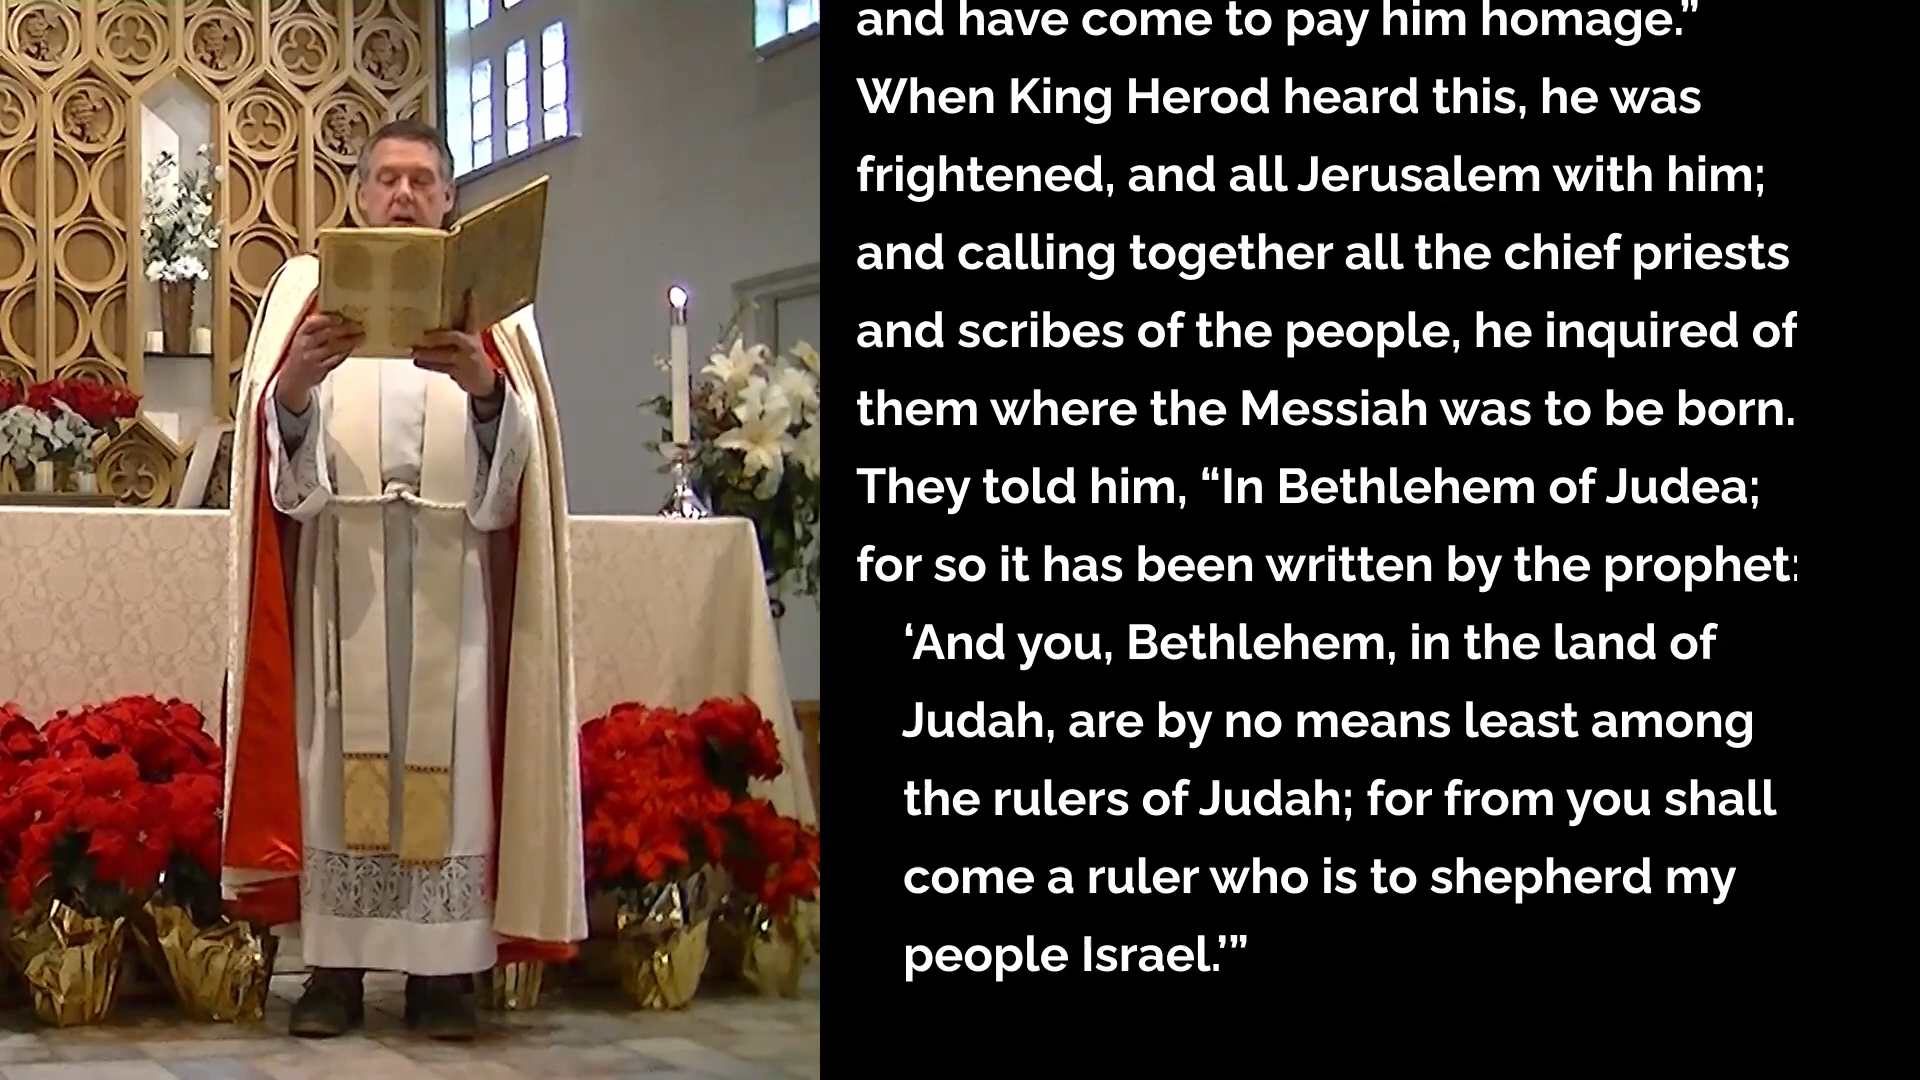 and have come to pay him homage.”
When King Herod heard this, he was
frightened, and all Jerusalem with him;
and calling together all the chief priests
and scribes of the people, he inquired of
them where the Messiah was to be born.
They told him, “In Bethlehem of Judea;
for so it has been written by the prophet:
‘And you, Bethlehem, in the land of
Judah, are by no means least among
the rulers of Judah; for from you shall
come a ruler who is to shepherd my
people Israel.’”